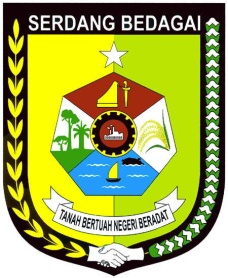 SERDANG BEDAGAI
TANAH BERTUAH NEGERI BERADAT